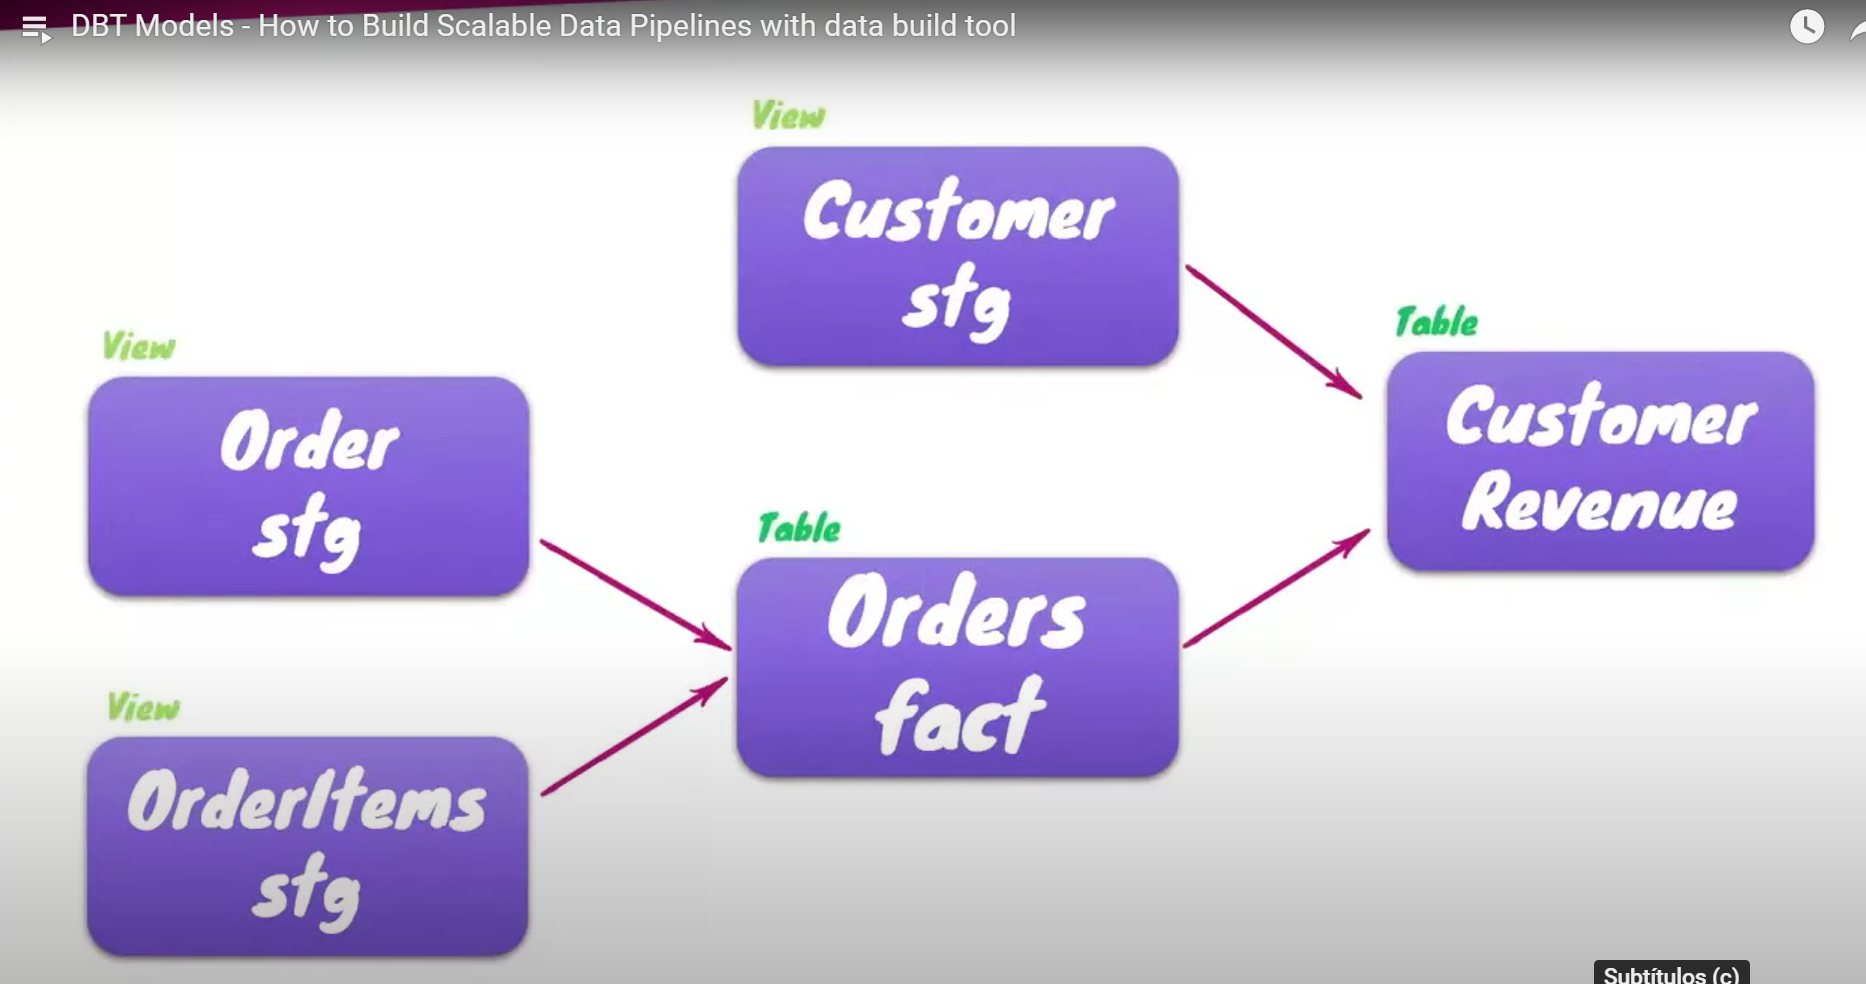 DBT Models - How to Build Scalable Data Pipelines with data build tool
View
Customer
stg
Table
Customer
Revenue
View
Order
stg
Table
Orders
fact
View
OrderItems
stg
Subtítulos (c)